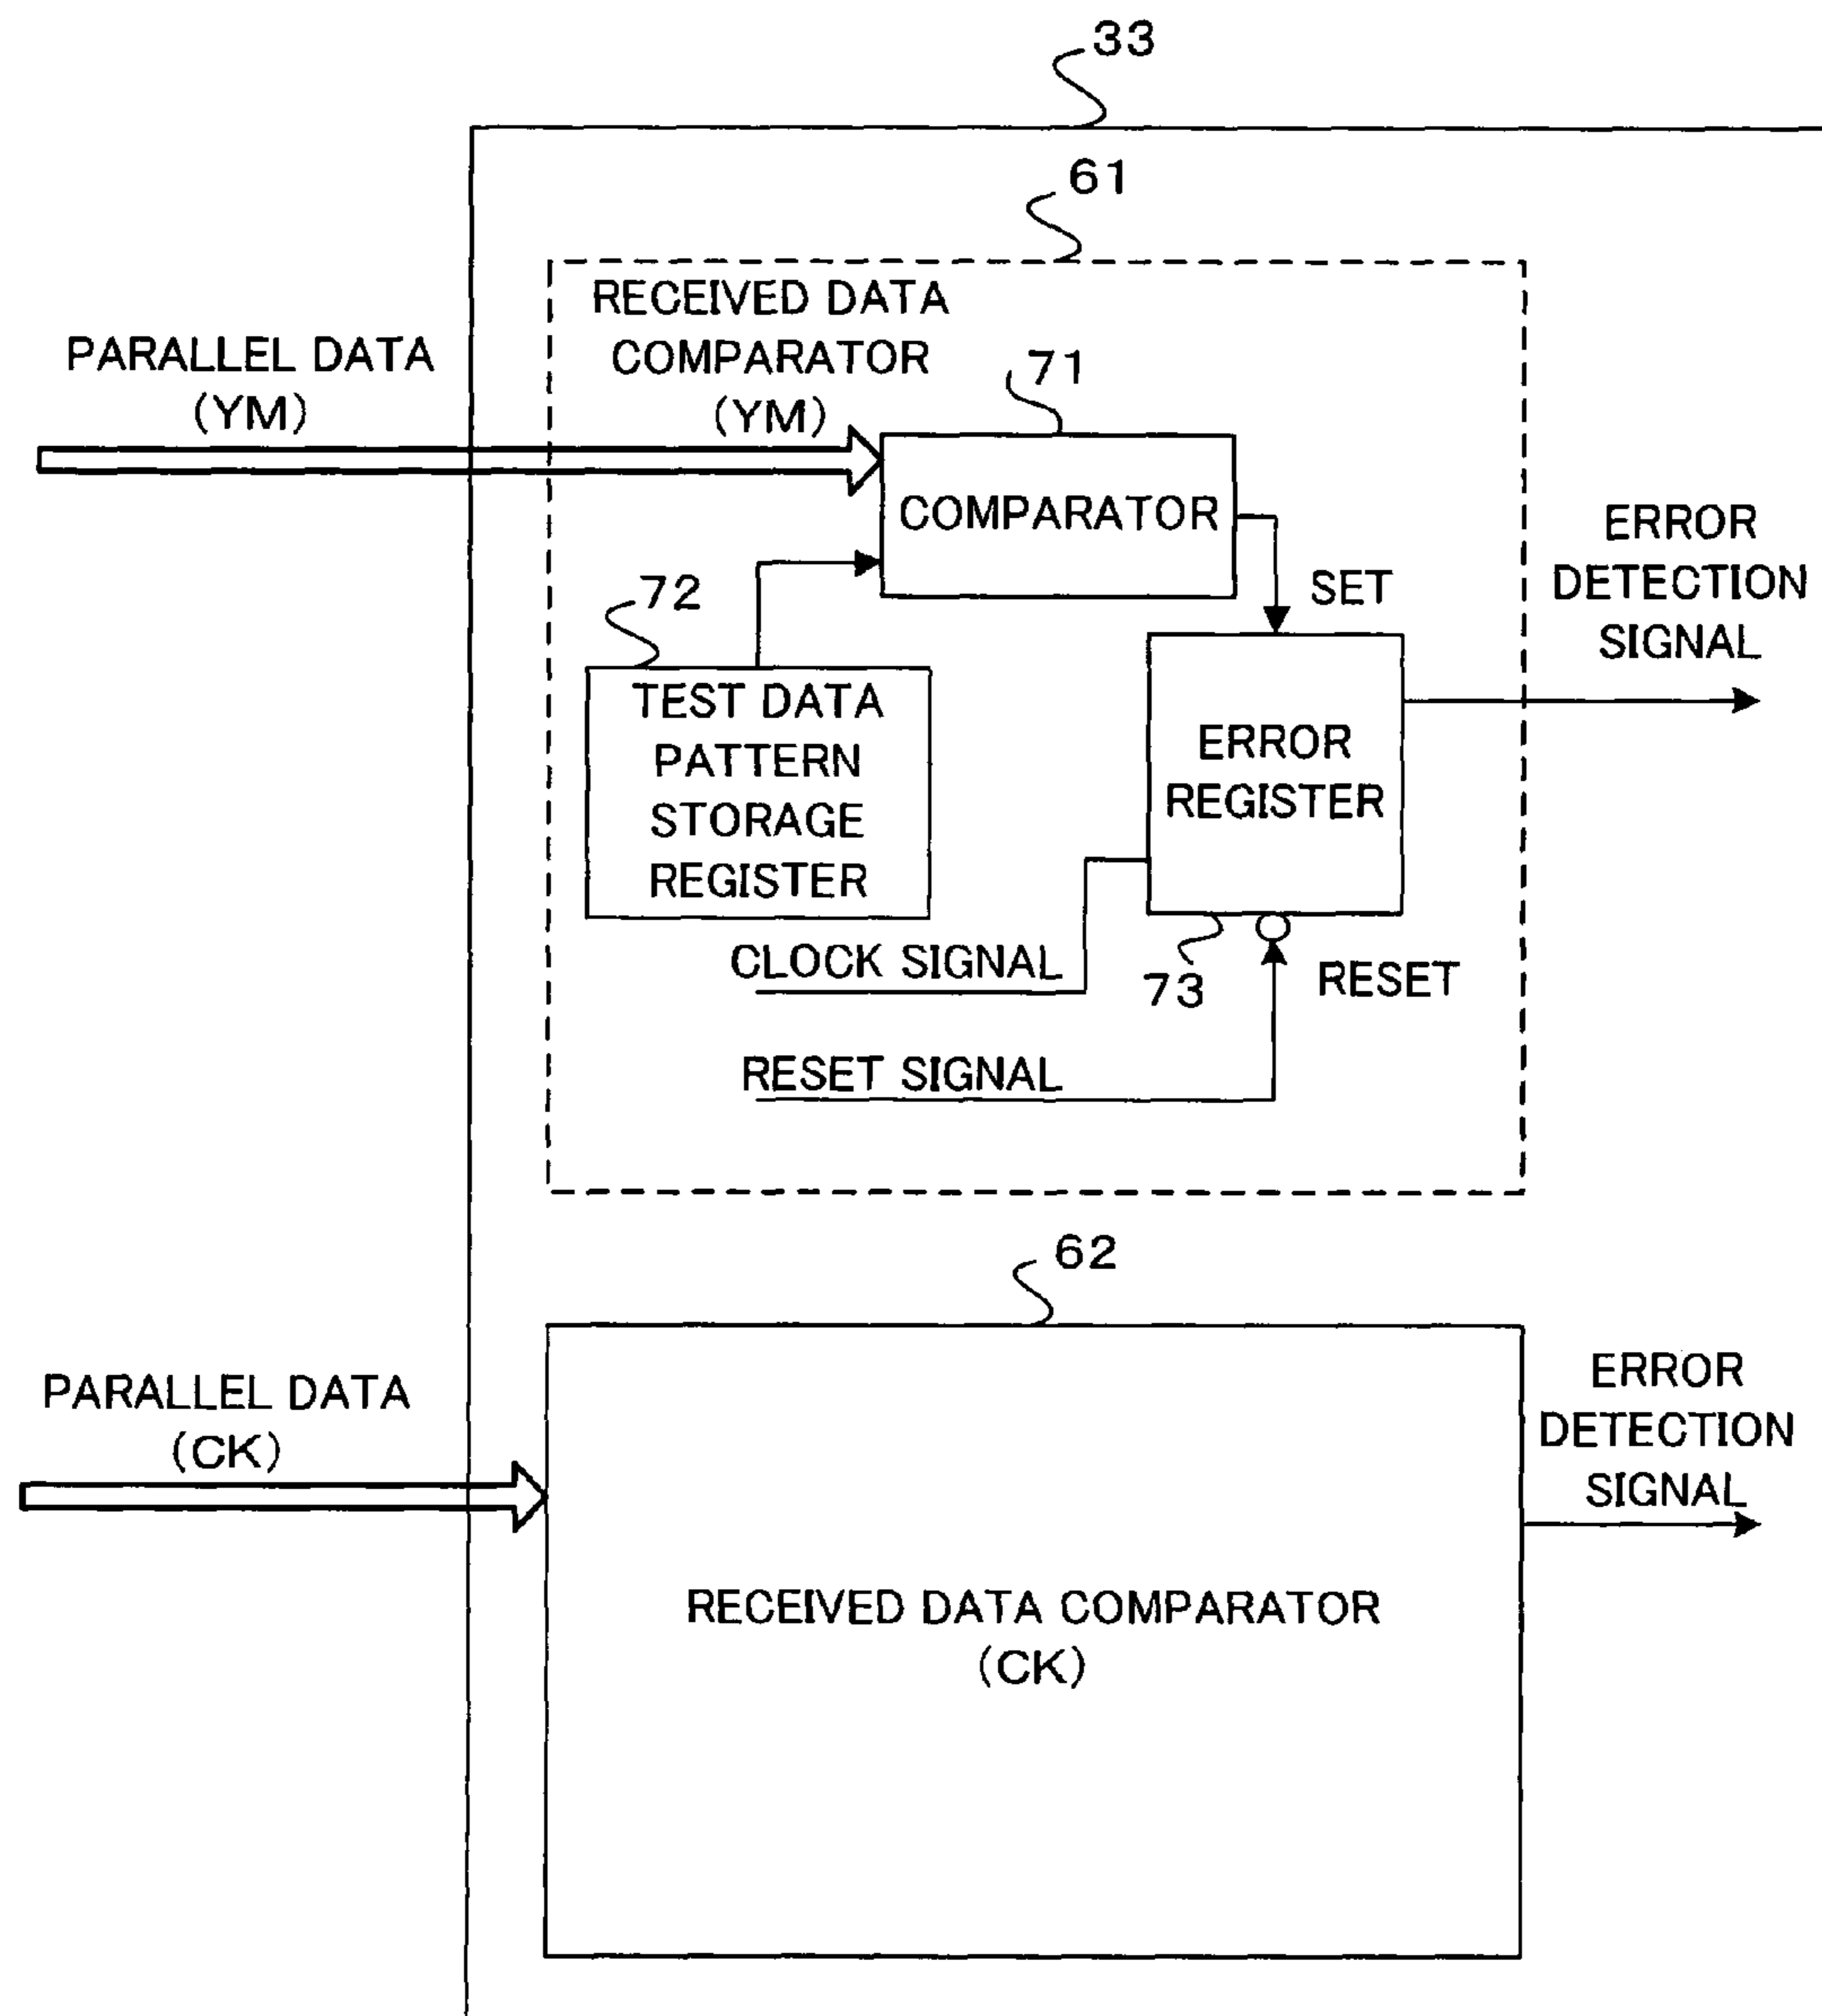 33
61
RECEIVED DATA
COMPARATOR
(YM)
PARALLEL DATA
(YM)
71
COMPARATOR
SET
ERROR
DETECTION
SIGNAL
72
TEST DATA
PATTERN
STORAGE
REGISTER
ERROR
REGISTER
CLOCK SIGNAL
73
RESET
RESET SIGNAL
62
PARALLEL DATA
(CK)
ERROR
DETECTION
SIGNAL
RECEIVED DATA COMPARATOR
(CK)